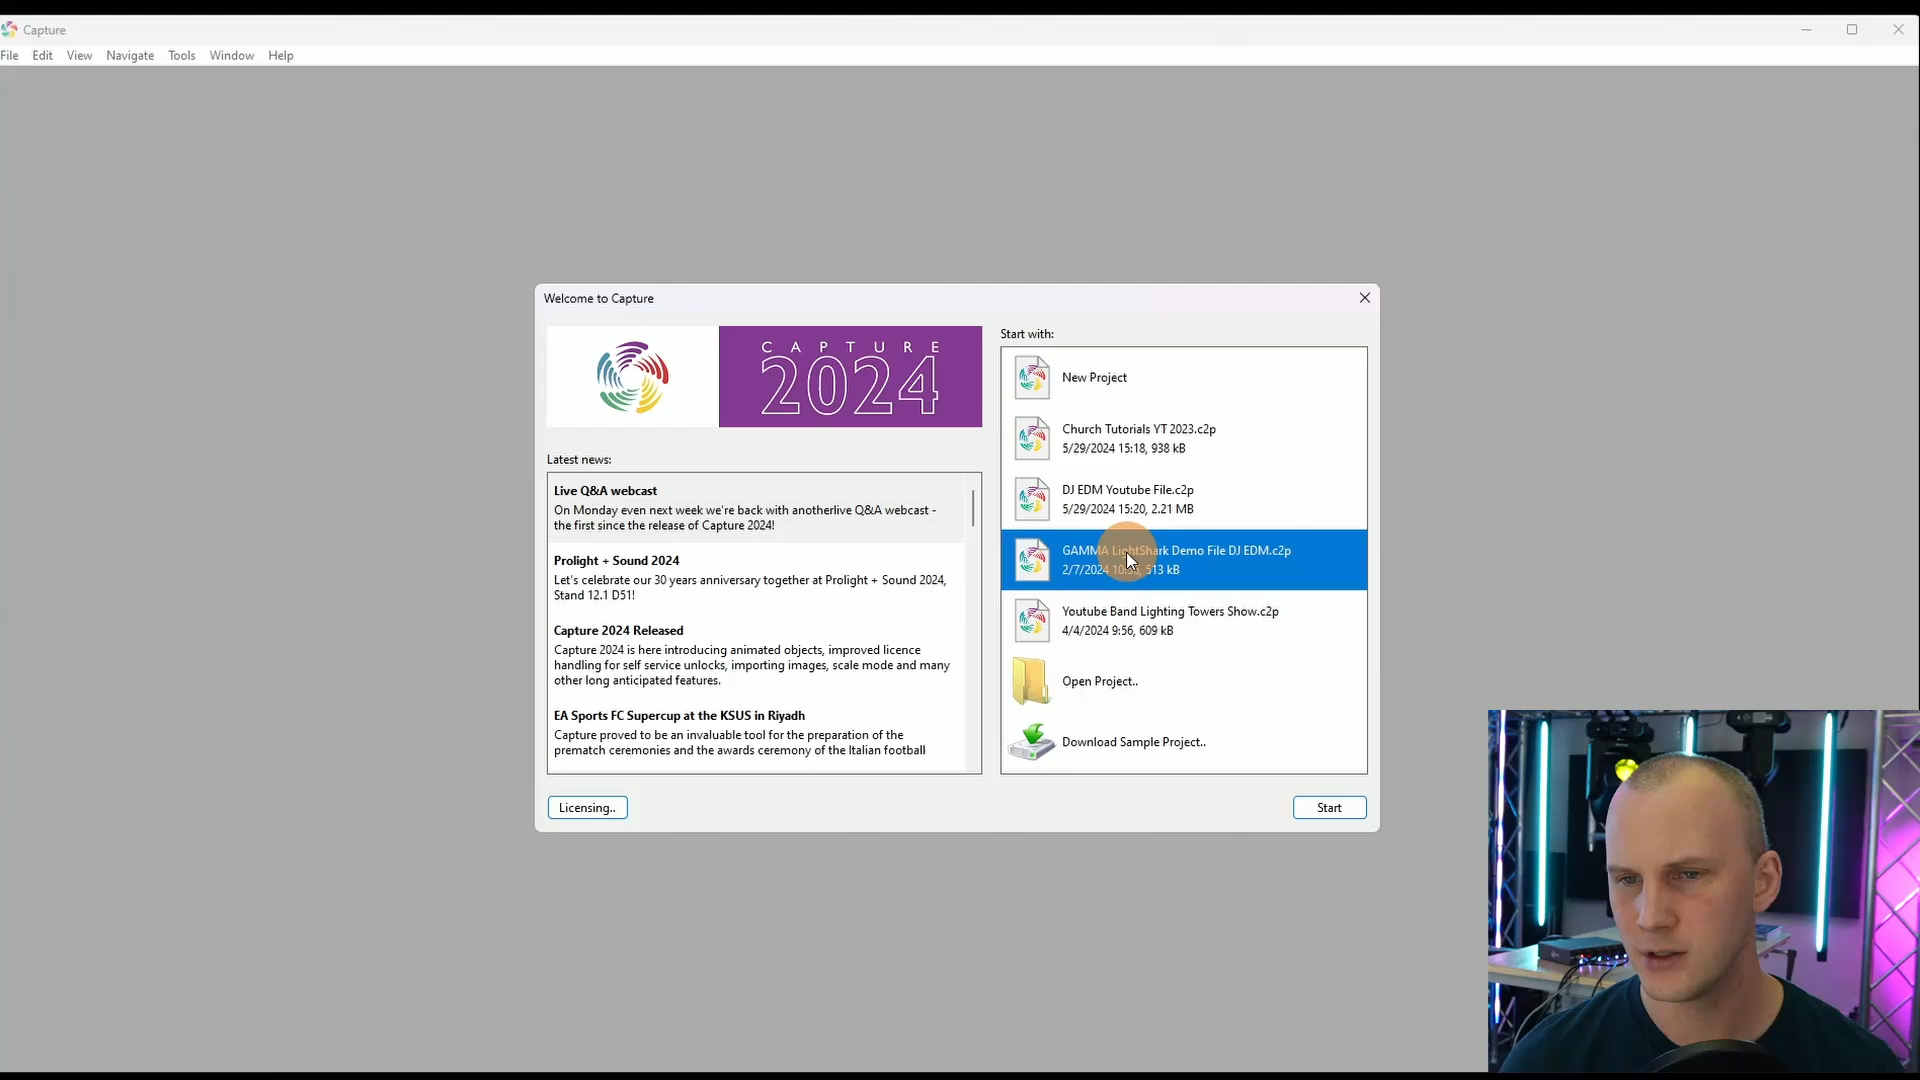 Capture
File Edit View Navigate Tools Window Help
Welcome to Capture
CAPTURE
2024
Latest news:
Live Q&A webcast
On Monday even next week we're back with anotherlive Q&A webcast -
the first since the release of Capture 2024!
Prolight + Sound 2024
Let's celebrate our 30 years anniversary together at Prolight + Sound 2024,
Stand 12.1 D51!
Capture 2024 Released
Capture 2024 is here introducing animated objects, improved licence
handling for self service unlocks, importing images, scale mode and many
other long anticipated features.
EA Sports FC Supercup at the KSUS in Riyadh
Capture proved to be an invaluable tool for the preparation of the
prematch ceremonies and the awards ceremony of the Italian football
Licensing..
Start with:
New Project
Church Tutorials YT 2023.c2p
5/29/2024 15:18, 938 kB
DJ EDM Youtube File.c2p
5/29/2024 15:20, 2.21 MB
GAMMA LightShark Demo File DJ EDM.c2p
2/7/2024 513 kB
Youtube Band Lighting Towers Show.c2p
4/4/2024 9:56, 609 kB
Open Project..
Download Sample Project..
Start